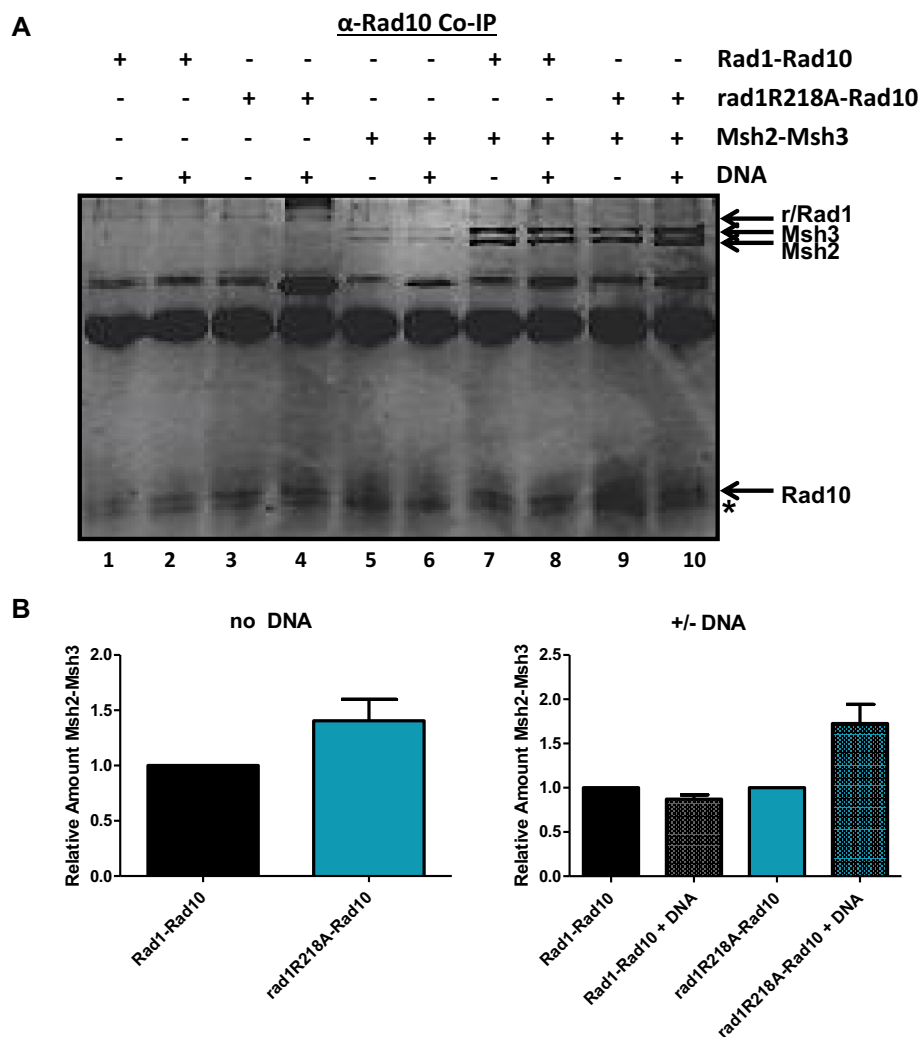 A
α-Rad10 Co-IP
+ + - - - - + + - - Rad1-Rad10
- - + + - - - - + + rad1R218A-Rad10
- - - - + + + + + + Msh2-Msh3
- + - + - + - + - + DNA
r/Rad1
Msh3
Msh2
Rad10
*
1 2 3 4 5 6 7 8 9 10
B
no DNA
Relative Amount Msh2-Msh3
2.0
1.5
1.0
0.5
0.0
Rad1-Rad10
rad1R218A-Rad10
+/- DNA
Relative Amount Msh2-Msh3
2.5
2.0
1.5
1.0
0.5
0.0
Rad1-Rad10
Rad1-Rad10 + DNA
rad1R218A-Rad10
rad1R218A-Rad10 + DNA